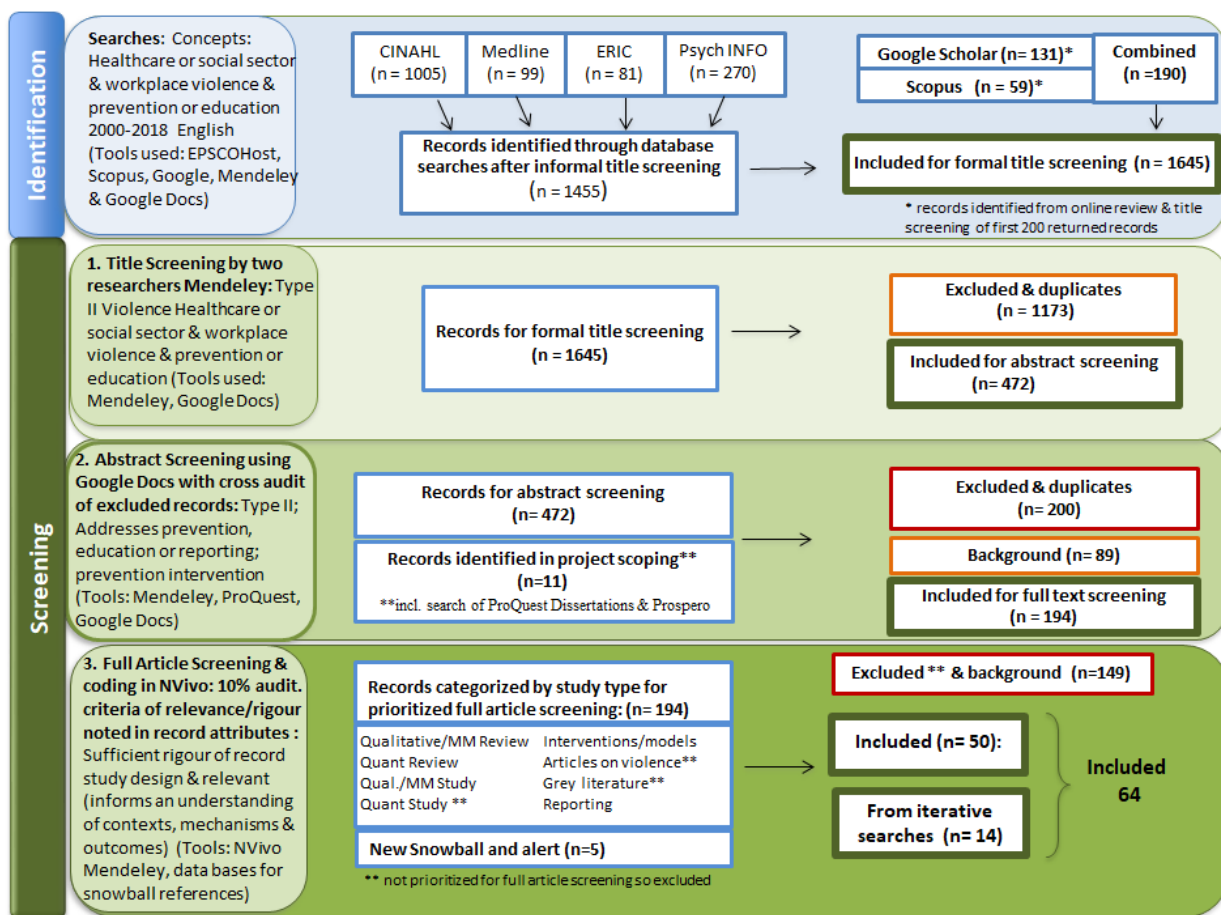 Identification
Searches: Concepts:
Healthcare or social sector
& workplace violence &
prevention or education
2000-2018 English
(Tools used: EPSCOHost,
Scopus, Google, Mendeley
& Google Docs)
CINAHL
(n = 1005)
Medline
(n = 99)
ERIC
(n = 81)
Psych INFO
(n = 270)
Google Scholar (n= 131)*
Scopus (n = 59)*
Combined
(n =190)
Records identified through database
searches after informal title screening
(n = 1455)
Included for formal title screening (n = 1645)
* records identified from online review & title
screening of first 200 returned records
Screening
1. Title Screening by two
researchers Mendeley: Type
II Violence Healthcare or
social sector & workplace
violence & prevention or
education (Tools used:
Mendeley, Google Docs)
Records for formal title screening
(n = 1645)
Excluded & duplicates
(n = 1173)
Included for abstract screening
(n= 472)
2. Abstract Screening using
Google Docs with cross audit
of excluded records: Type II;
Addresses prevention,
education or reporting;
prevention intervention
(Tools: Mendeley, ProQuest,
Google Docs)
Records for abstract screening
(n= 472)
Records identified in project scoping**
(n=11)
**incl. search of ProQuest Dissertations & Prospero
Excluded & duplicates
(n= 200)
Background (n= 89)
Included for full text screening
(n = 194)
3. Full Article Screening &
coding in NVivo: 10% audit.
criteria of relevance/rigour
noted in record attributes :
Sufficient rigour of record
study design & relevant
(informs an understanding
of contexts, mechanisms &
outcomes) (Tools: NVivo
Mendeley, data bases for
snowball references)
Records categorized by study type for
prioritized full article screening: (n= 194)
Qualitative/MM Review Interventions/models
Quant Review Articles on violence**
Qual./MM Study Grey literature**
Quant Study ** Reporting
New Snowball and alert (n=5)
** not prioritized for full article screening so excluded
Excluded ** & background (n=149)
Included (n= 50):
From iterative
searches (n= 14)
Included
64